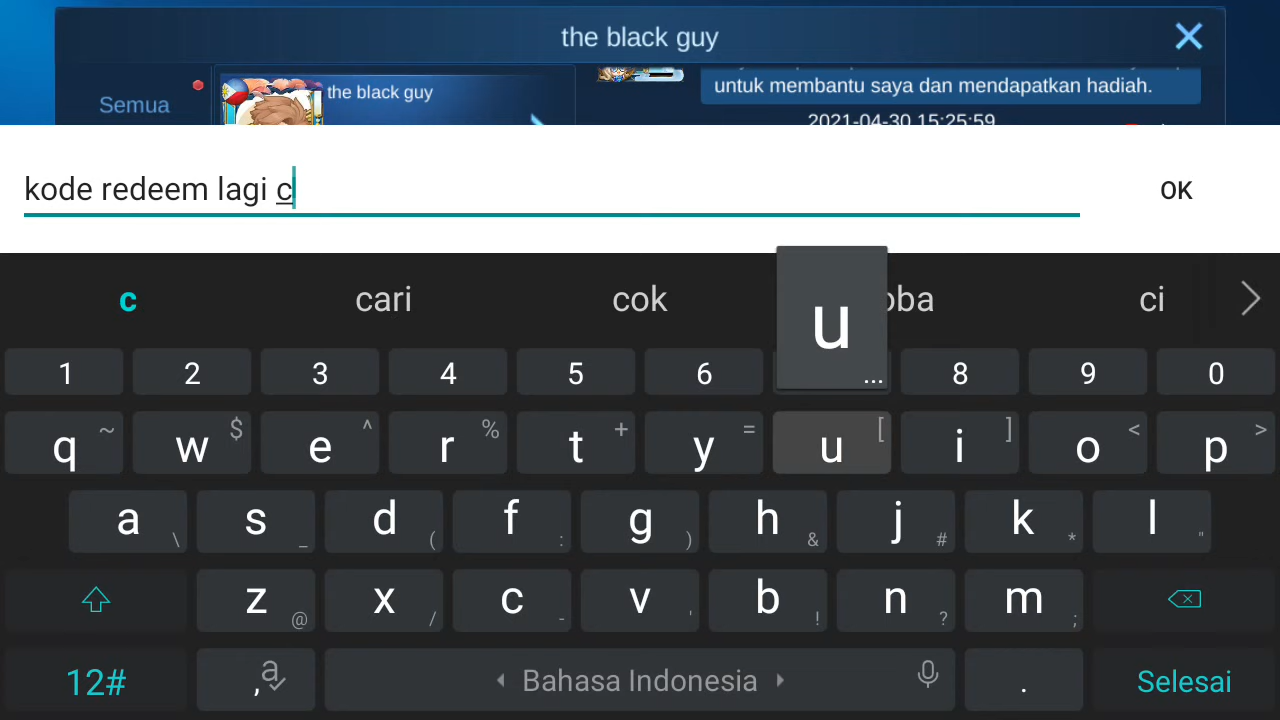 the black guy
Semua
the black guy
untuk membantu saya dan mendapatkan hadiah.
2021-04-30 15:25:59
kode redeem lagi c
OK
c cari cok ci
u
...
1 2 3 4 5 6 8 9 0
q ~ w $ e ^ r % t + y = u [ i ] o < p >
a \ s _ d ( f : g ) h & j # k * l "
z @ x / c - v ' b ! n ? m ;
12# , a Bahasa Indonesia . Selesai